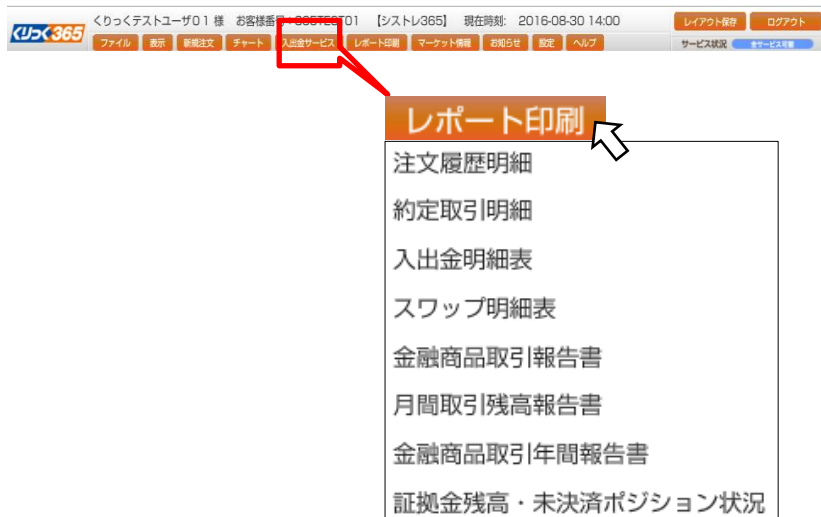 くりっく365
くりっくテストユーザ01 様 お客様番号:365TEST01 【シストレ365】 現在時刻: 2016-08-30 14:00
レイアウト保存 ログアウト
ファイル 表示 新規注文 チャート 入出金サービス レポート印刷 マーケット情報 お知らせ 設定 ヘルプ
サービス状況 全サービス可能
レポート印刷
注文履歴明細
約定取引明細
入出金明細表
スワップ明細表
金融商品取引報告書
月間取引残高報告書
金融商品取引年間報告書
証拠金残高・未決済ポジション状況